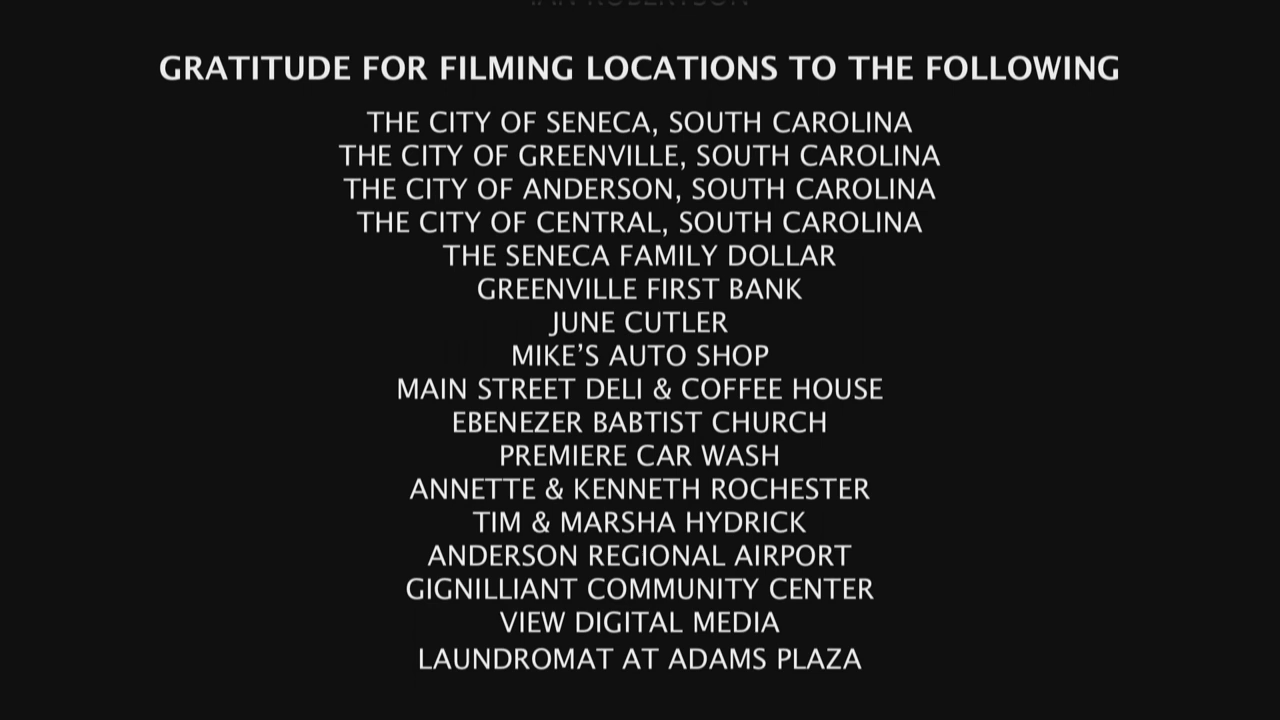 IAN ROBERTSON
GRATITUDE FOR FILMING LOCATIONS TO THE FOLLOWING
THE CITY OF SENECA, SOUTH CAROLINA
THE CITY OF GREENVILLE, SOUTH CAROLINA
THE CITY OF ANDERSON, SOUTH CAROLINA
THE CITY OF CENTRAL, SOUTH CAROLINA
THE SENECA FAMILY DOLLAR
GREENVILLE FIRST BANK
JUNE CUTLER
MIKE’S AUTO SHOP
MAIN STREET DELI & COFFEE HOUSE
EBENEZER BABTIST CHURCH
PREMIERE CAR WASH
ANNETTE & KENNETH ROCHESTER
TIM & MARSHA HYDRICK
ANDERSON REGIONAL AIRPORT
GIGNILLIANT COMMUNITY CENTER
VIEW DIGITAL MEDIA
LAUNDROMAT AT ADAMS PLAZA